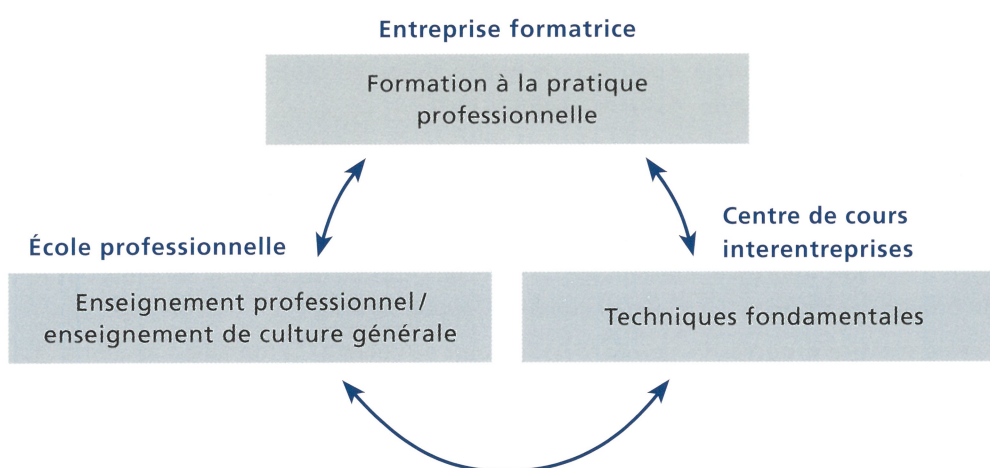 Entreprise formatrice
Formation à la pratique
professionnelle
École professionnelle
Enseignement professionnel /
enseignement de culture générale
Centre de cours
interentreprises
Techniques fondamentales